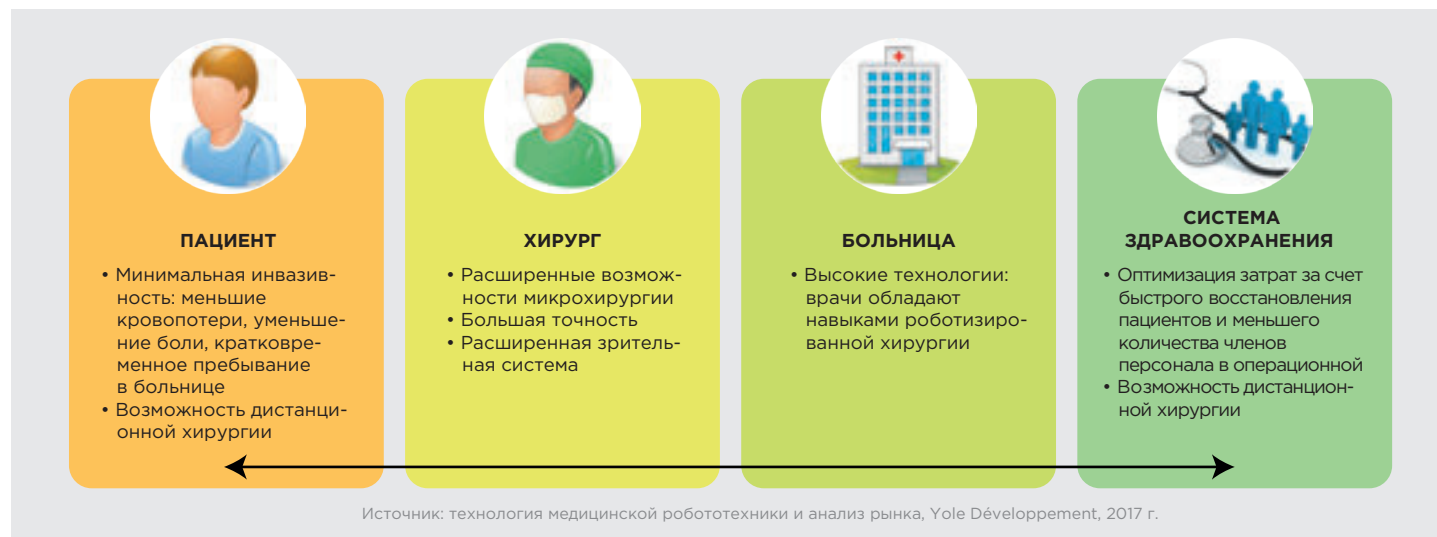 ПАЦИЕНТ
• Минимальная инвазив-
ность: меньшие
кровопотери, уменьше-
ние боли, кратковре-
менное пребывание
в больнице
• Возможность дистанци-
онной хирургии
ХИРУРГ
• Расширенные возмож-
ности микрохирургии
• Большая точность
• Расширенная зритель-
ная система
БОЛЬНИЦА
• Высокие технологии:
врачи обладают
навыками роботизиро-
ванной хирургии
СИСТЕМА
ЗДРАВООХРАНЕНИЯ
• Оптимизация затрат за счет
быстрого восстановления
пациентов и меньшего
количества членов
персонала в операционной
• Возможность дистанцион-
ной хирургии
Источник: технология медицинской робототехники и анализ рынка, Yole Développement, 2017 г.